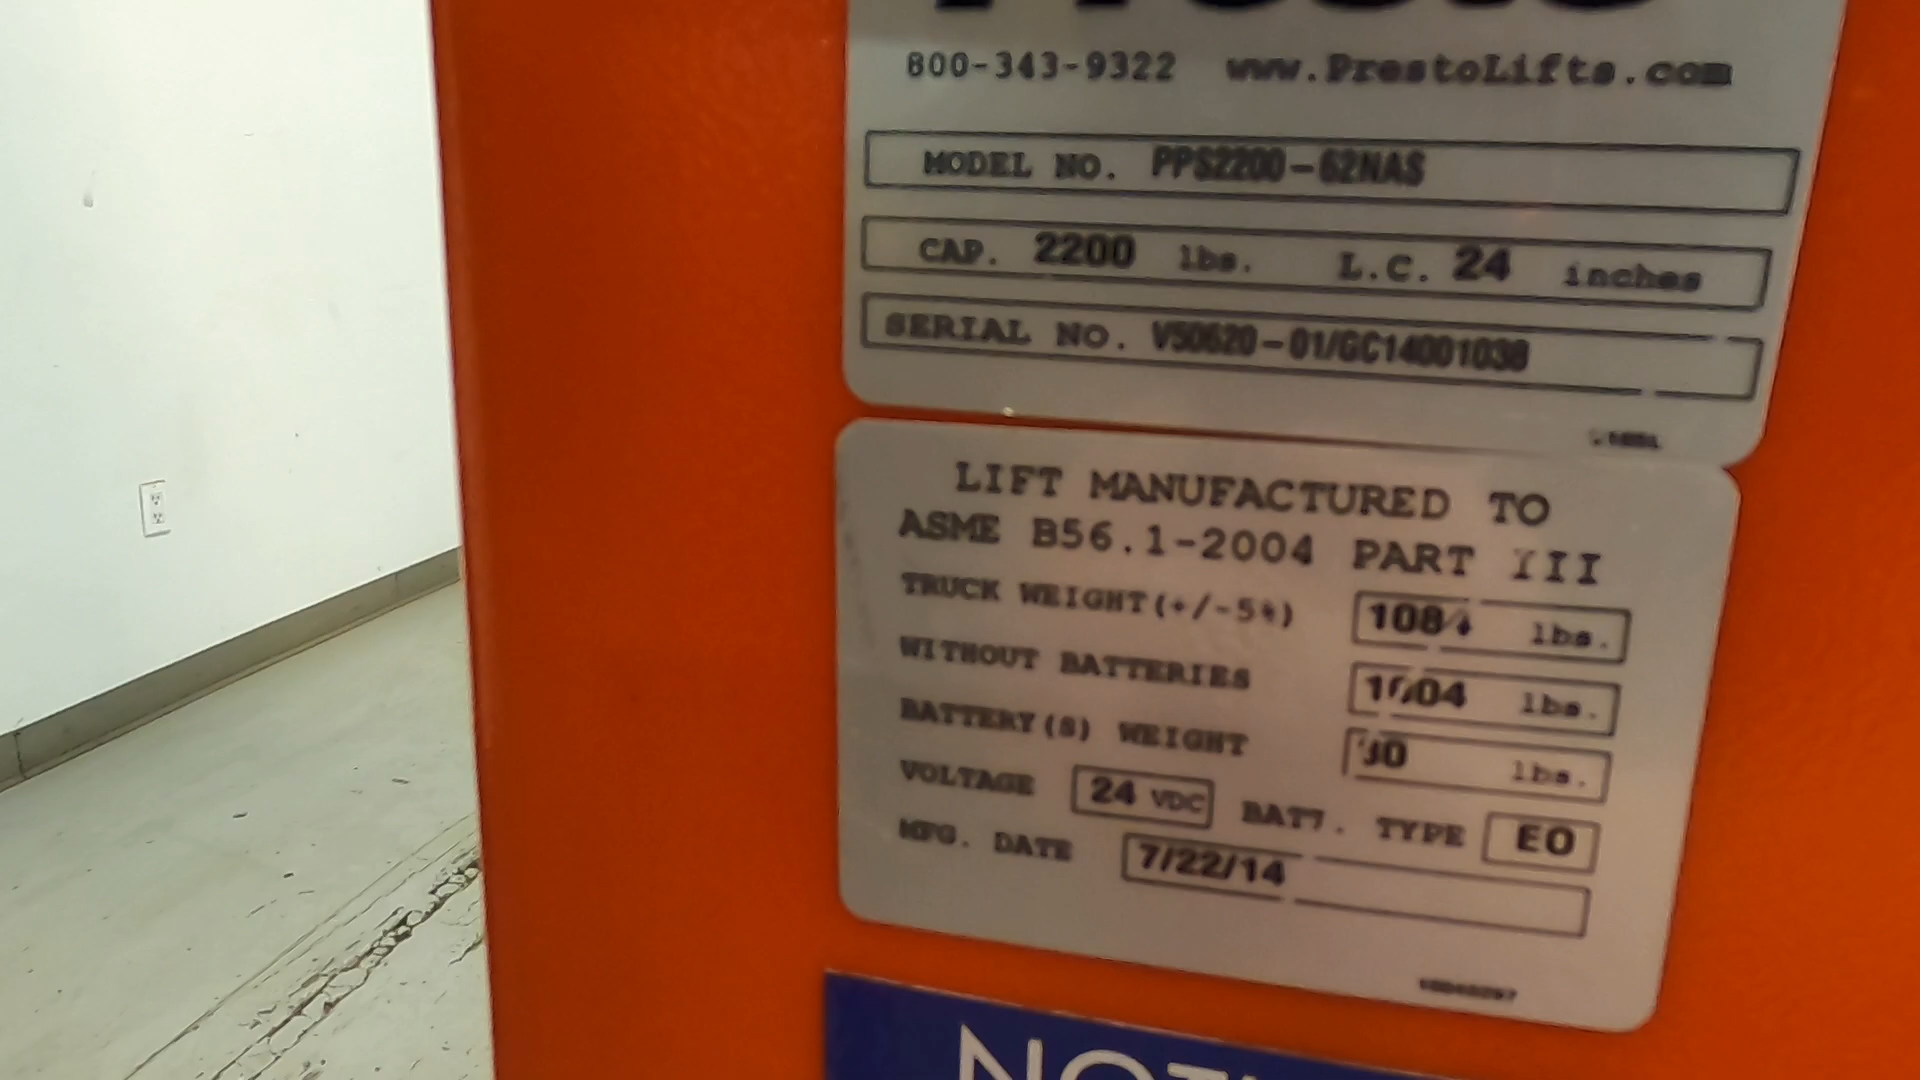 Presto
800-343-9322 www.PrestoLifts.com
MODEL NO. PPS2200-62NAS
CAP. 2200 lbs. L.C. 24 inches
SERIAL NO. V50620-01/GC14001038
LIFT MANUFACTURED TO
ASME B56.1-2004 PART III
TRUCK WEIGHT(+/-5%) lbs.
WITHOUT BATTERIES 1004 lbs.
BATTERY(S) WEIGHT lbs.
VOLTAGE 24 VDC BATT. TYPE EO
MFG. DATE 7/22/14